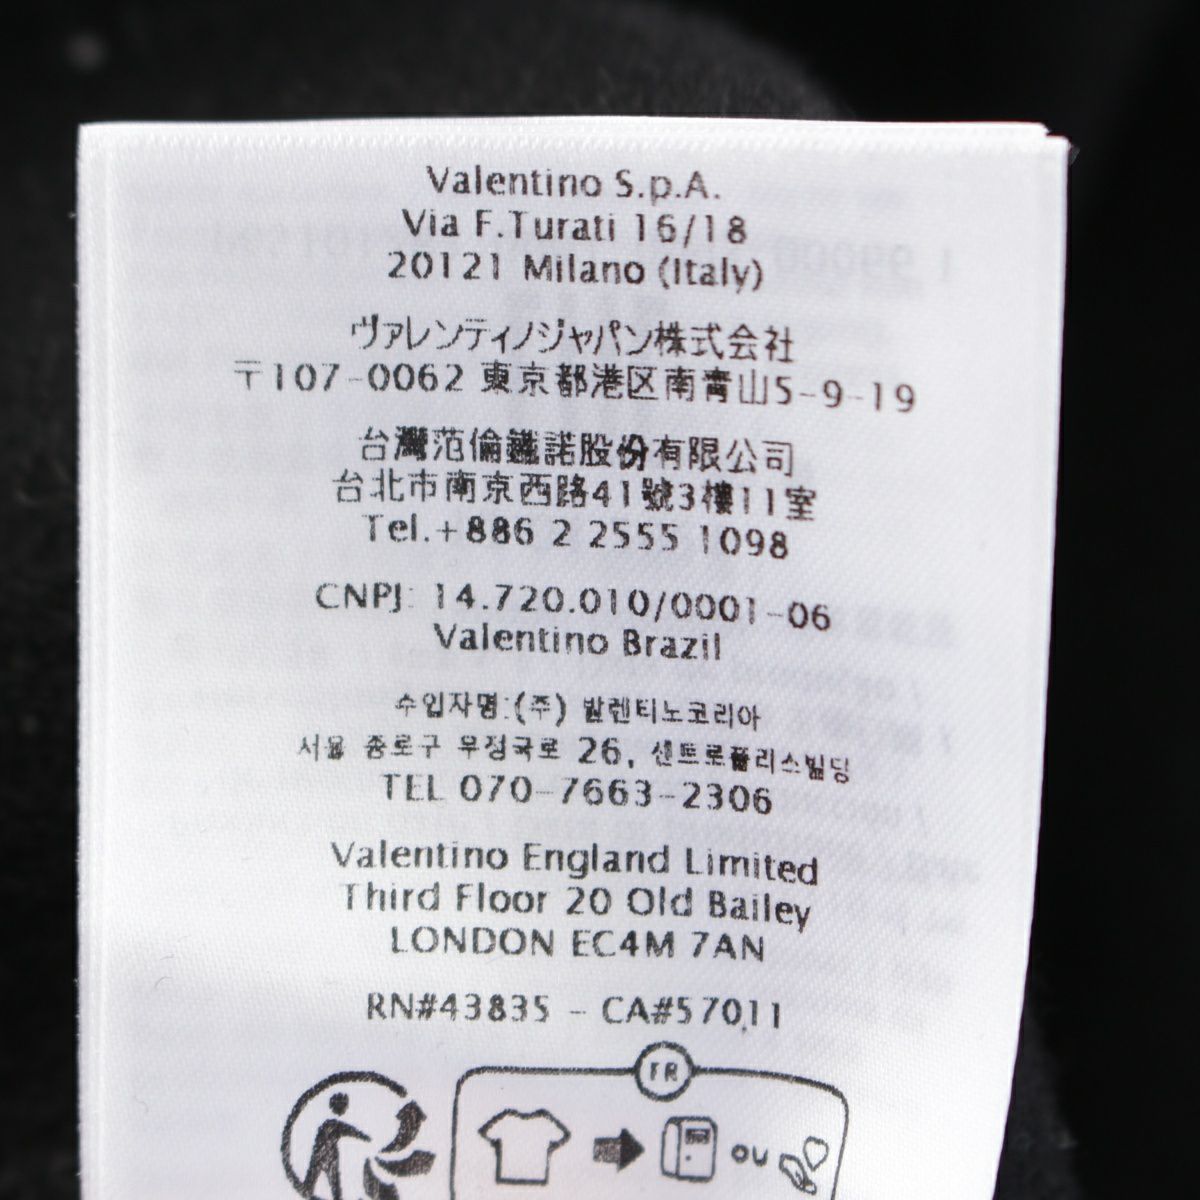 Valentino S.p.A.
Via F.Turati 16/18
20121 Milano (Italy)
ヴァレンティノジャパン株式会社
〒107-0062 東京都港区南青山5-9-19
台灣范倫鐵諾股份有限公司
台北市南京西路41號3樓11室
Tel.+886 2 2555 1098
CNPJ: 14.720.010/0001-06
Valentino Brazil
수입자명:(주) 발렌티노코리아
서울 종로구 우정국로 26, 센트로폴리스빌딩
TEL 070-7663-2306
Valentino England Limited
Third Floor 20 Old Bailey
LONDON EC4M 7AN
RN#43835 - CA#57011
FR
ou